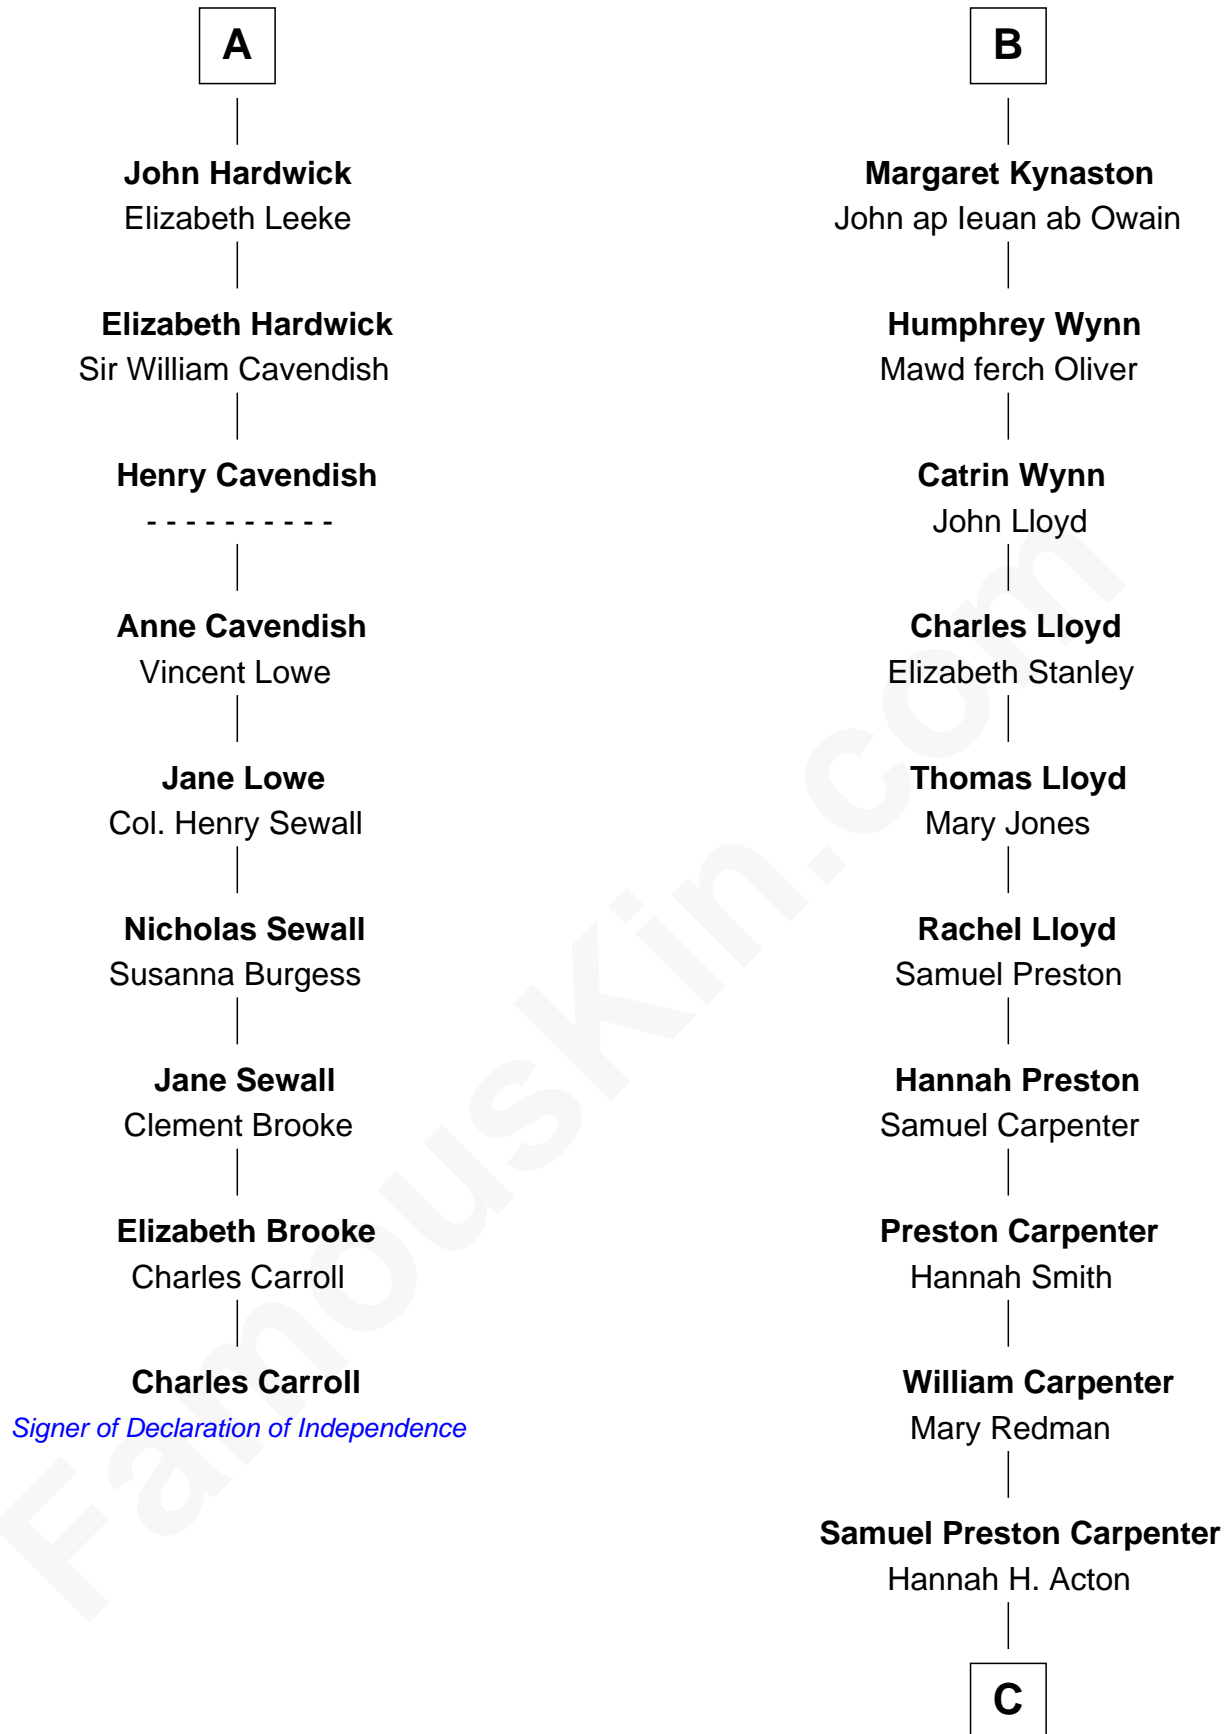 A
John Hardwick
Elizabeth Leeke
Elizabeth Hardwick
Sir William Cavendish
Henry Cavendish
- - - - - - - - - -
Anne Cavendish
Vincent Lowe
Jane Lowe
Col. Henry Sewall
Nicholas Sewall
Susanna Burgess
Jane Sewall
Clement Brooke
Elizabeth Brooke
Charles Carroll
Charles Carroll
Signer of Declaration of Independence
B
Margaret Kynaston
John ap Ieuan ab Owain
Humphrey Wynn
Mawd ferch Oliver
Catrin Wynn
John Lloyd
Charles Lloyd
Elizabeth Stanley
Thomas Lloyd
Mary Jones
Rachel Lloyd
Samuel Preston
Hannah Preston
Samuel Carpenter
Preston Carpenter
Hannah Smith
William Carpenter
Mary Redman
Samuel Preston Carpenter
Hannah H. Acton
C
FamousKin.com